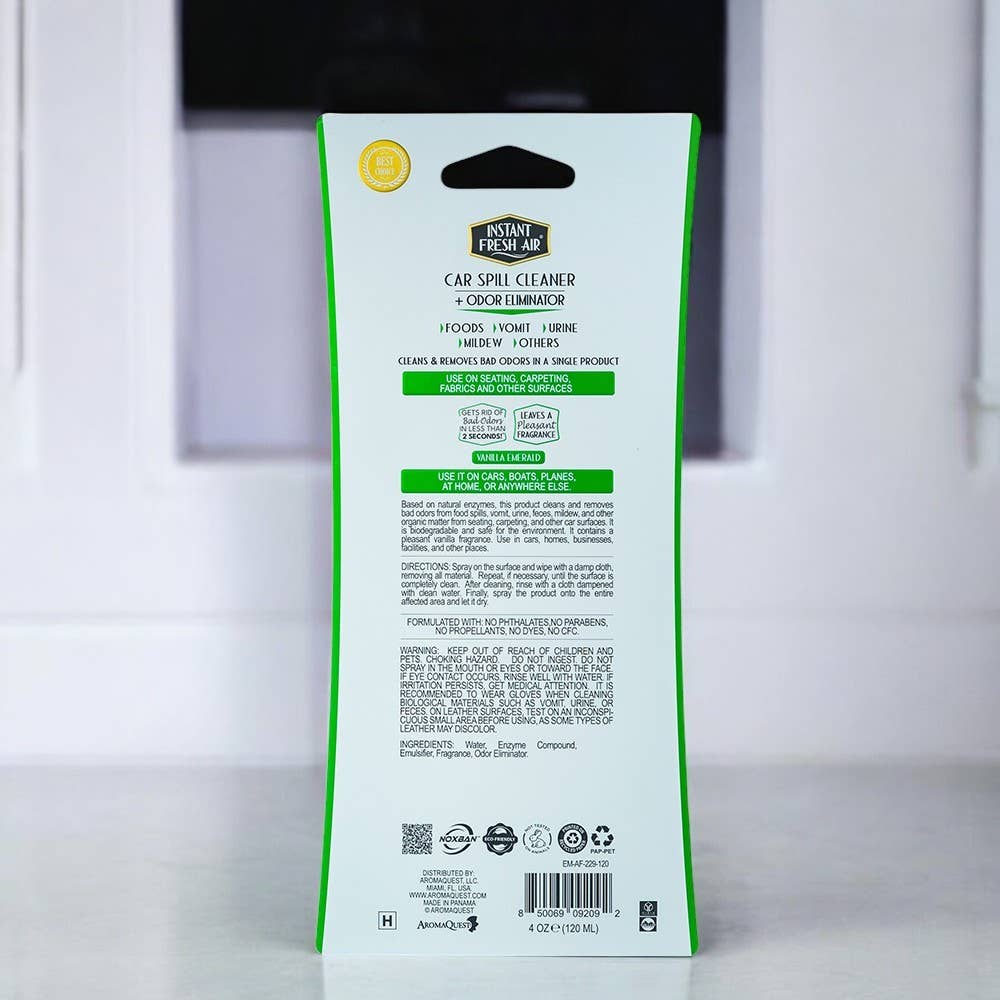 BEST
CHOICE
INSTANT
FRESH AIR®
CAR SPILL CLEANER
+ ODOR ELIMINATOR
FOODS VOMIT URINE
MILDEW OTHERS
CLEANS & REMOVES BAD ODORS IN A SINGLE PRODUCT
USE ON SEATING, CARPETING,
FABRICS AND OTHER SURFACES
GETS RID OF
Bad Odors
IN LESS THAN
2 SECONDS!
LEAVES A
Pleasant
FRAGRANCE
VANILLA EMERALD
USE IT ON CARS, BOATS, PLANES,
AT HOME, OR ANYWHERE ELSE.
Based on natural enzymes, this product cleans and removes
bad odors from food spills, vomit, urine, feces, mildew, and other
organic matter from seating, carpeting, and other car surfaces. It
is biodegradable and safe for the environment. It contains a
pleasant vanilla fragrance. Use in cars, homes, businesses,
facilities, and other places.
DIRECTIONS: Spray on the surface and wipe with a damp cloth,
removing all material. Repeat, if necessary, until the surface is
completely clean. After cleaning, rinse with a cloth dampened
with clean water. Finally, spray the product onto the entire
affected area and let it dry.
FORMULATED WITH: NO PHTHALATES,NO PARABENS,
NO PROPELLANTS, NO DYES, NO CFC.
WARNING: KEEP OUT OF REACH OF CHILDREN AND
PETS. CHOKING HAZARD. DO NOT INGEST. DO NOT
SPRAY IN THE MOUTH OR EYES OR TOWARD THE FACE.
IF EYE CONTACT OCCURS, RINSE WELL WITH WATER. IF
IRRITATION PERSISTS, GET MEDICAL ATTENTION. IT IS
RECOMMENDED TO WEAR GLOVES WHEN CLEANING
BIOLOGICAL MATERIALS SUCH AS VOMIT, URINE, OR
FECES. ON LEATHER SURFACES, TEST ON AN INCONSPI-
CUOUS SMALL AREA BEFORE USING, AS SOME TYPES OF
LEATHER MAY DISCOLOR.
INGREDIENTS: Water, Enzyme Compound,
Emulsifier, Fragrance, Odor Eliminator.
NOXBAN™
ECO-FRIENDLY
NOT TESTED
ON ANIMALS
PAP-PET
EM-AF-229-120
DISTRIBUTED BY:
AROMAQUEST, LLC.
MIAMI, FL, USA.
WWW.AROMAQUEST.COM
MADE IN PANAMA
© AROMAQUEST
H
AROMAQUEST
8 50069 09209 2
4 OZ ℮ (120 ML)